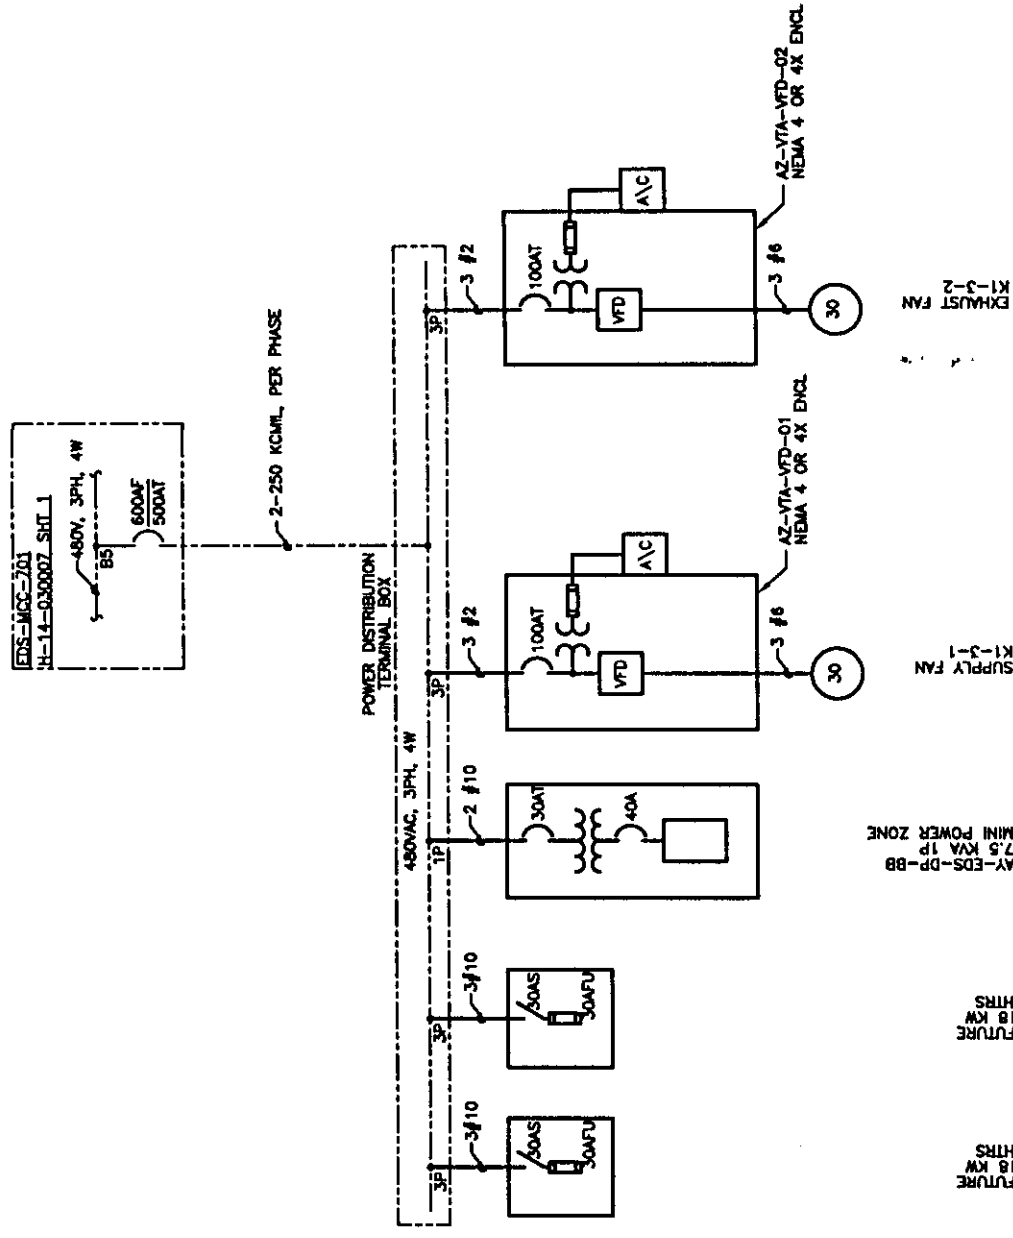 EDS-MCC-701
H-14-030007 SHT 1
480V, 3PH, 4W
B5
600AF
500AT
2-250 KCMIL, PER PHASE
POWER DISTRIBUTION
TERMINAL BOX
480VAC, 3PH, 4W
3P
3#10
30AS
30AFU
FUTURE
18 KW
HTRS
3P
3#10
30AS
30AFU
FUTURE
18 KW
HTRS
1P
2 #10
30AT
40A
AY-EDS-DP-BB
7.5 KVA 1P
MINI POWER ZONE
3P
3 #2
100AT
VFD
A\C
AZ-VTA-VFD-01
NEMA 4 OR 4X ENCL
3 #6
30
SUPPLY FAN
K1-3-1
3P
3 #2
100AT
VFD
A\C
AZ-VTA-VFD-02
NEMA 4 OR 4X ENCL
3 #6
30
EXHAUST FAN
K1-3-2